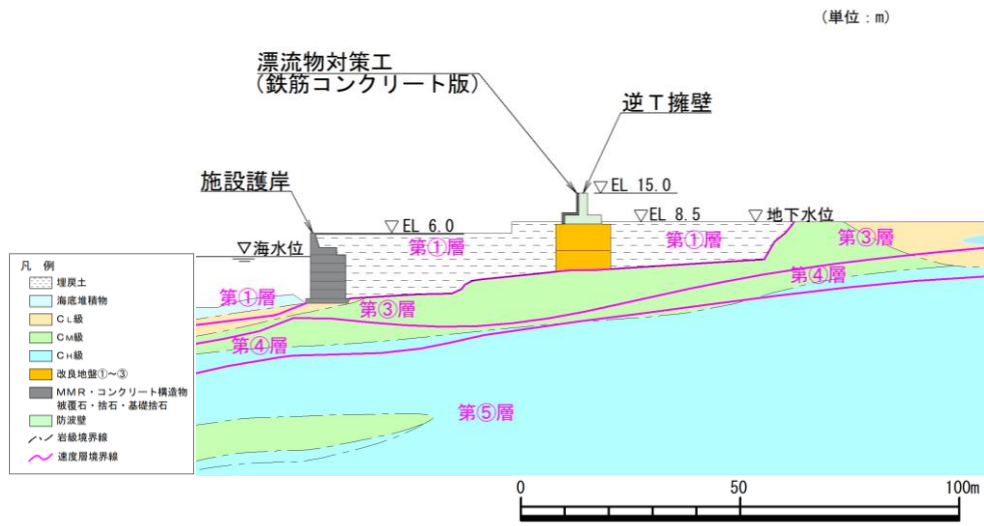 (単位：m)
漂流物対策工
(鉄筋コンクリート版)
逆T擁壁
施設護岸
▽EL 15.0
▽EL 6.0
▽EL 8.5
▽地下水位
▽海水位
第①層
第①層
第③層
第④層
第①層
第③層
第④層
第⑤層
凡 例
埋戻土
海底堆積物
CL級
CM級
CH級
改良地盤①～③
MMR・コンクリート構造物
被覆石・捨石・基礎捨石
防波壁
岩級境界線
速度層境界線
0
50
100m